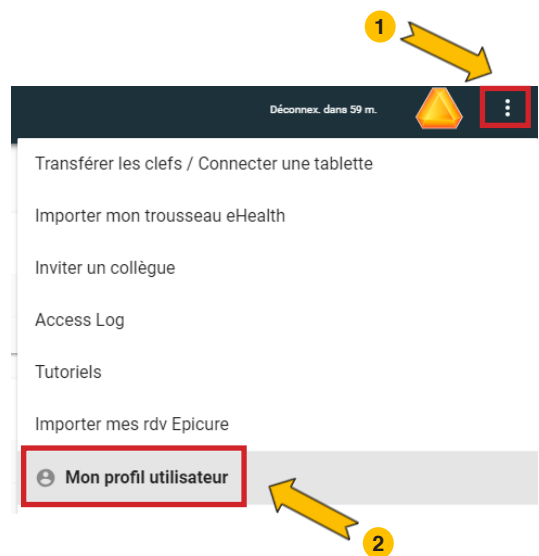 1
Déconnex. dans 59 m.
Transférer les clefs / Connecter une tablette
Importer mon trousseau eHealth
Inviter un collègue
Access Log
Tutoriels
Importer mes rdv Epicure
Mon profil utilisateur
2